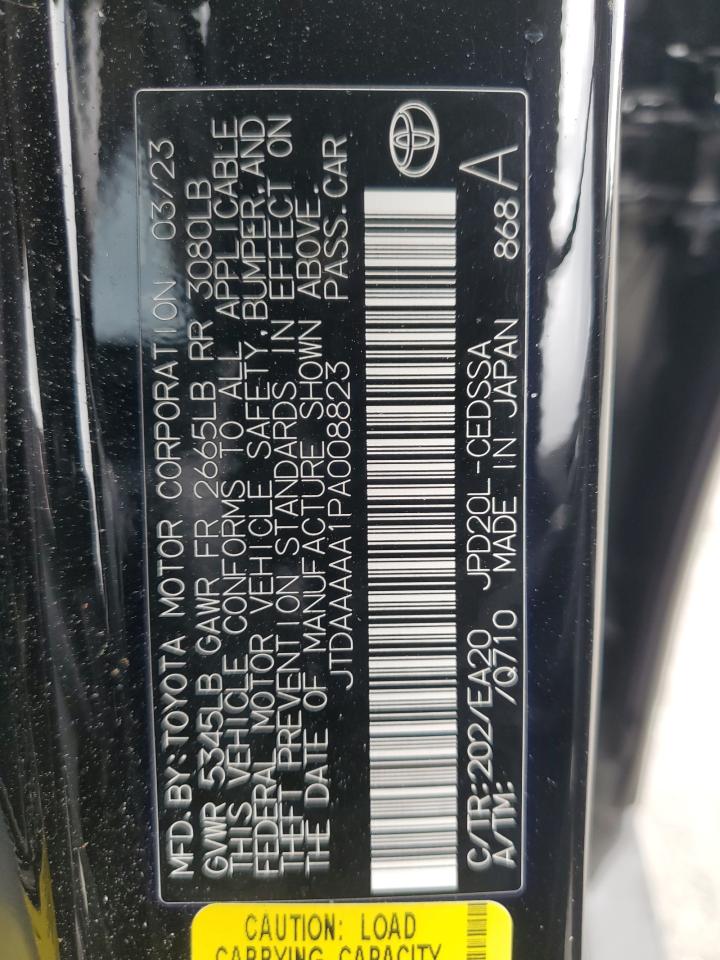 MFD.BY:TOYOTA MOTOR CORPORATION 03/23
GVWR 5345LB GAWR FR 2665LB RR 3080LB
THIS VEHICLE CONFORMS TO ALL APPLICABLE
FEDERAL MOTOR VEHICLE SAFETY, BUMPER, AND
THEFT PREVENTION STANDARDS IN EFFECT ON
THE DATE OF MANUFACTURE SHOWN ABOVE.
JTDAAAAA1PA008823 PASS.CAR
C/TR:202/EA20 JPD20L-CEDSSA
A/TM: /Q710 MADE IN JAPAN 868 A
CAUTION: LOAD
CARRYING CAPACITY